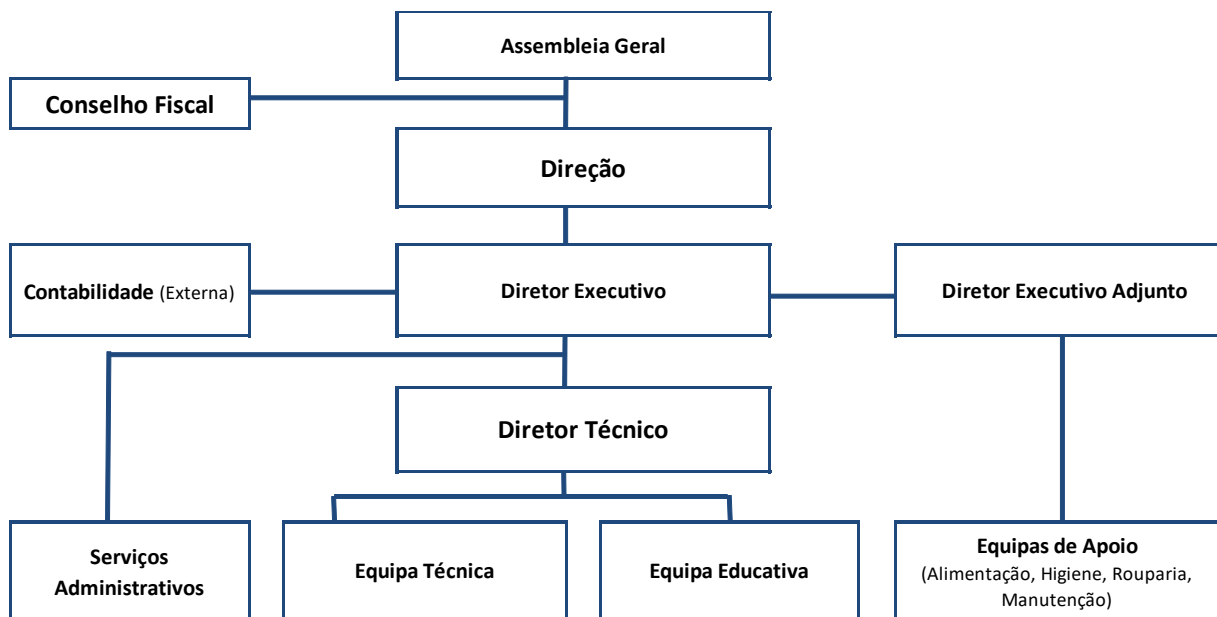 Assembleia Geral
Conselho Fiscal
Direção
Contabilidade (Externa)
Diretor Executivo
Diretor Executivo Adjunto
Diretor Técnico
Serviços
Administrativos
Equipa Técnica
Equipa Educativa
Equipas de Apoio
(Alimentação, Higiene, Rouparia,
Manutenção)